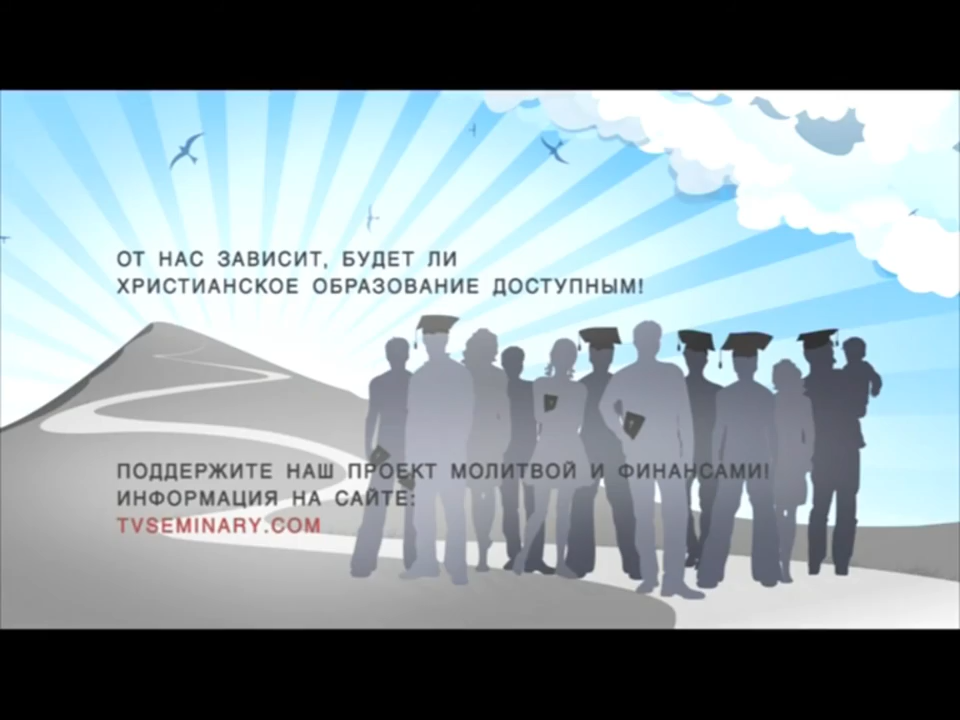 ОТ НАС ЗАВИСИТ, БУДЕТ ЛИ
ХРИСТИАНСКОЕ ОБРАЗОВАНИЕ ДОСТУПНЫМ!
ПОДДЕРЖИТЕ НАШ ПРОЕКТ МОЛИТВОЙ И ФИНАНСАМИ!
ИНФОРМАЦИЯ НА САЙТЕ:
TVSEMINARY.COM